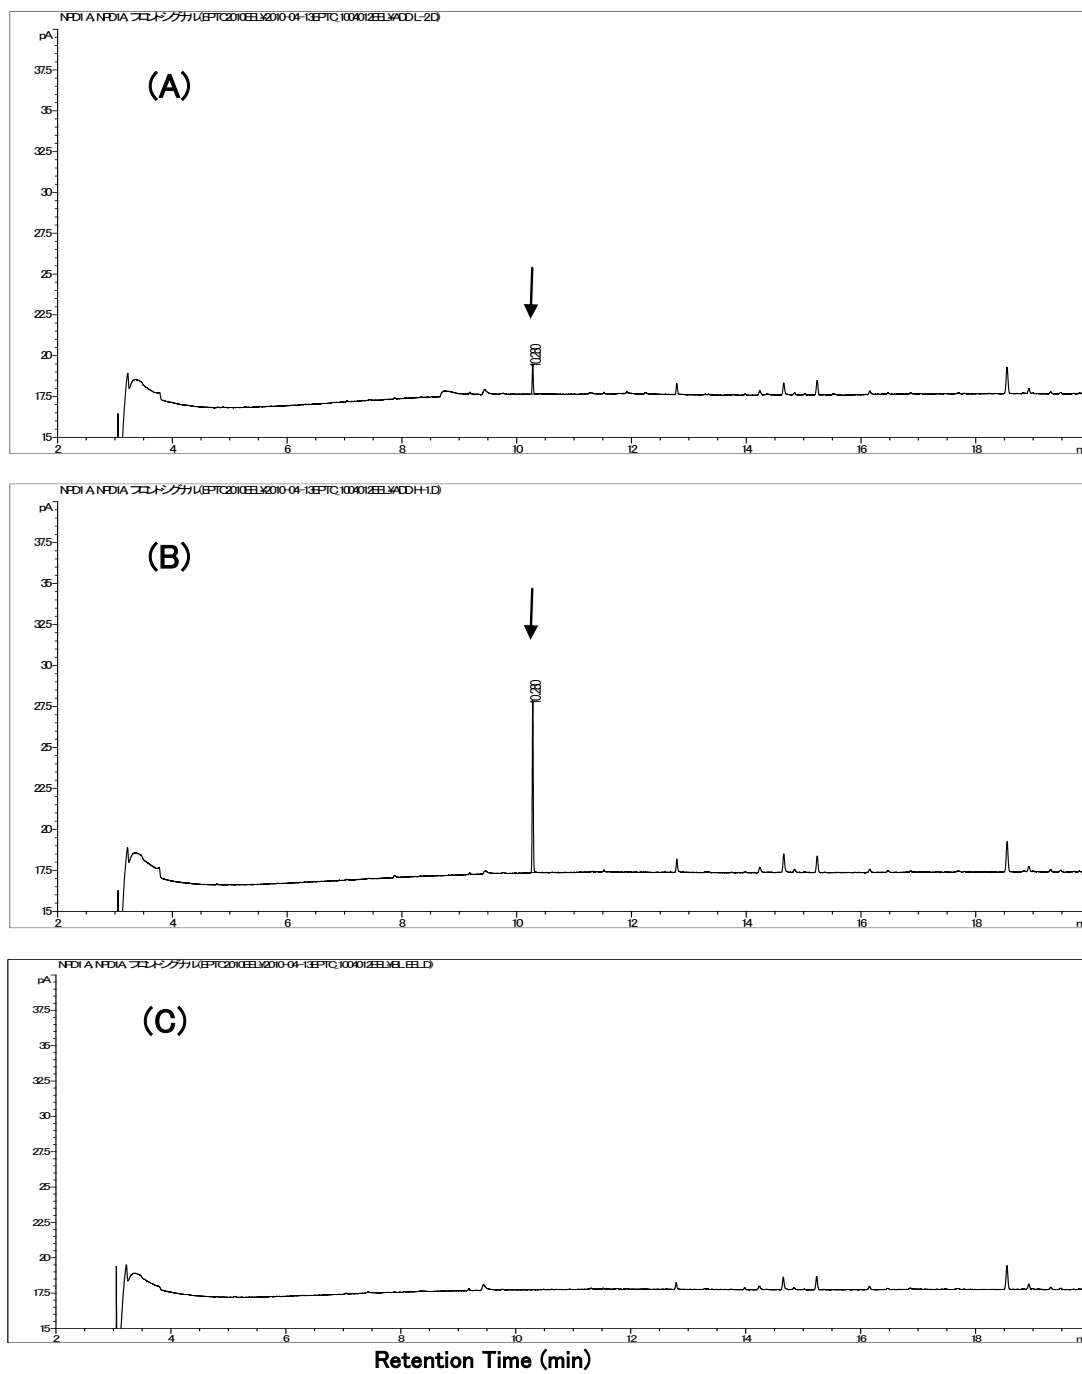 NPD1 A, NPD1A, フロントシグナル(EPTC2010EEL¥2010-04-13EPTC_1004012EEL¥ADD L-2.D)
pA
(A)
37.5
35
32.5
30
27.5
25
22.5
20
17.5
15
10.280
2 4 6 8 10 12 14 16 18 m
NPD1 A, NPD1A, フロントシグナル(EPTC2010EEL¥2010-04-13EPTC_1004012EEL¥ADD H-1.D)
pA
(B)
37.5
35
32.5
30
27.5
25
22.5
20
17.5
15
10.280
2 4 6 8 10 12 14 16 18 m
NPD1 A, NPD1A, フロントシグナル(EPTC2010EEL¥2010-04-13EPTC_1004012EEL¥BL EEL.D)
pA
(C)
37.5
35
32.5
30
27.5
25
22.5
20
17.5
15
2 4 6 8 10 12 14 16 18 m
Retention Time (min)